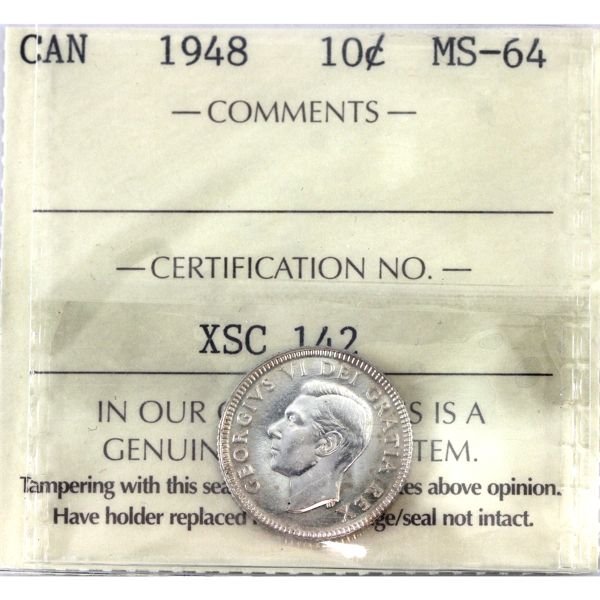 CAN 1948 10¢ MS-64
— COMMENTS —
— CERTIFICATION NO. —
XSC 142
IN OUR S IS A
GENUIN TEM.
Tampering with this sea es above opinion.
Have holder replaced ge/seal not intact.
GEORGIVS VI DEI GRATIA REX